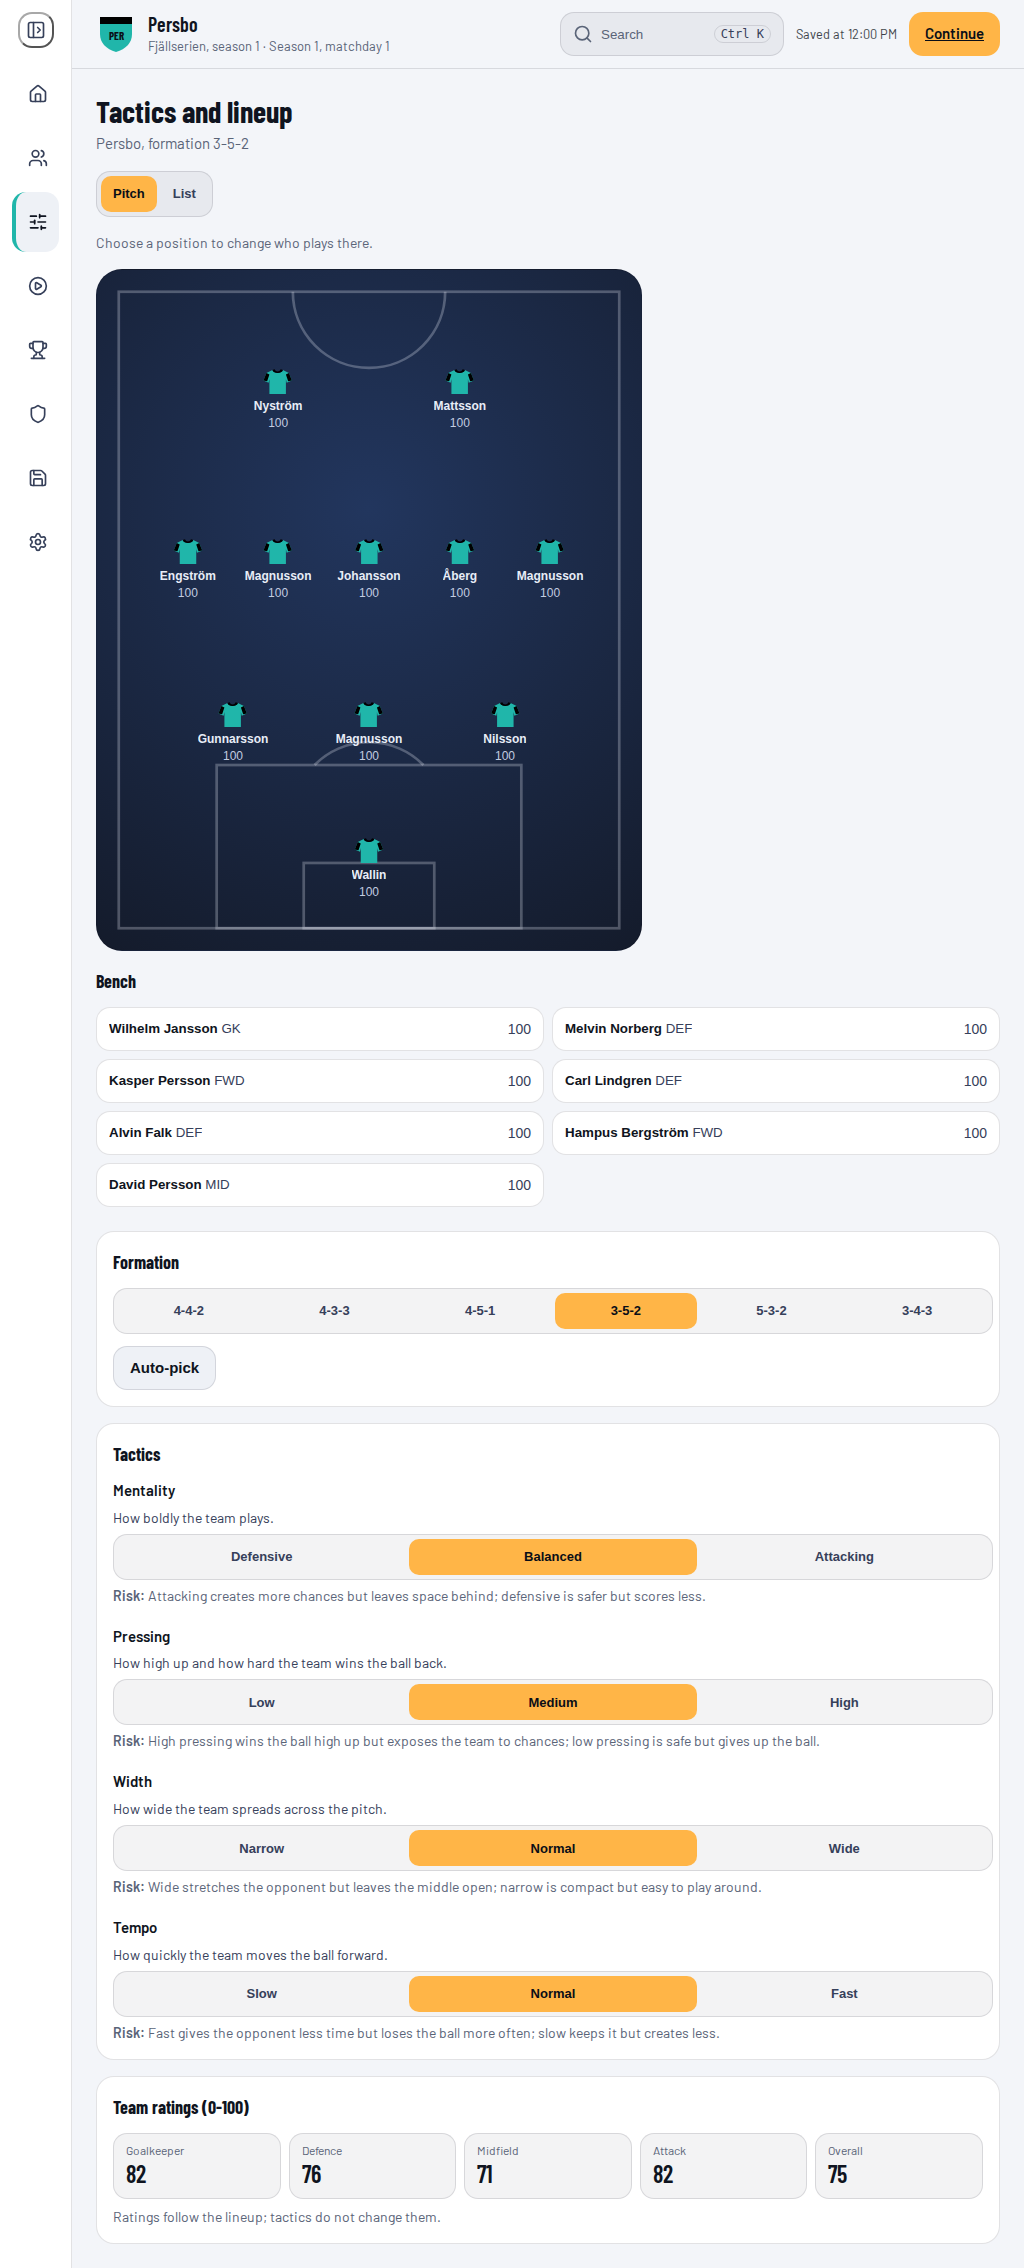 PER
Persbo
Fjällserien, season 1 · Season 1, matchday 1
Search
Ctrl K
Saved at 12:00 PM
Continue
Tactics and lineup
Persbo, formation 3-5-2
Pitch
List
Choose a position to change who plays there.
Nyström
100
Mattsson
100
Engström
100
Magnusson
100
Johansson
100
Åberg
100
Magnusson
100
Gunnarsson
100
Magnusson
100
Nilsson
100
Wallin
100
Bench
Wilhelm Jansson GK 100
Melvin Norberg DEF 100
Kasper Persson FWD 100
Carl Lindgren DEF 100
Alvin Falk DEF 100
Hampus Bergström FWD 100
David Persson MID 100
Formation
4-4-2
4-3-3
4-5-1
3-5-2
5-3-2
3-4-3
Auto-pick
Tactics
Mentality
How boldly the team plays.
Defensive
Balanced
Attacking
Risk: Attacking creates more chances but leaves space behind; defensive is safer but scores less.
Pressing
How high up and how hard the team wins the ball back.
Low
Medium
High
Risk: High pressing wins the ball high up but exposes the team to chances; low pressing is safe but gives up the ball.
Width
How wide the team spreads across the pitch.
Narrow
Normal
Wide
Risk: Wide stretches the opponent but leaves the middle open; narrow is compact but easy to play around.
Tempo
How quickly the team moves the ball forward.
Slow
Normal
Fast
Risk: Fast gives the opponent less time but loses the ball more often; slow keeps it but creates less.
Team ratings (0-100)
Goalkeeper
82
Defence
76
Midfield
71
Attack
82
Overall
75
Ratings follow the lineup; tactics do not change them.